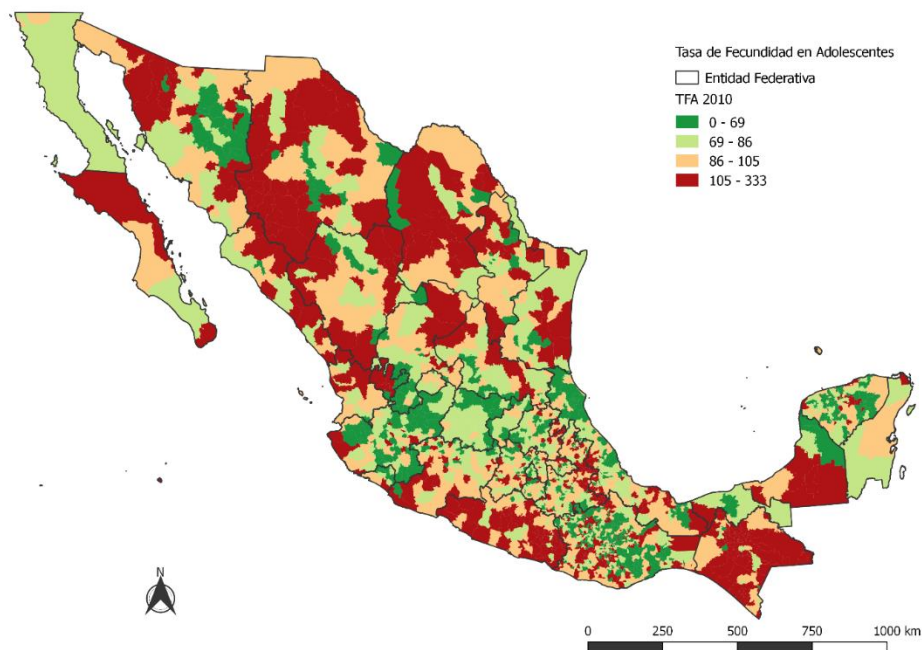 Tasa de Fecundidad en Adolescentes
Entidad Federativa
TFA 2010
0 - 69
69 - 86
86 - 105
105 - 333
N
0 250 500 750 1000 km